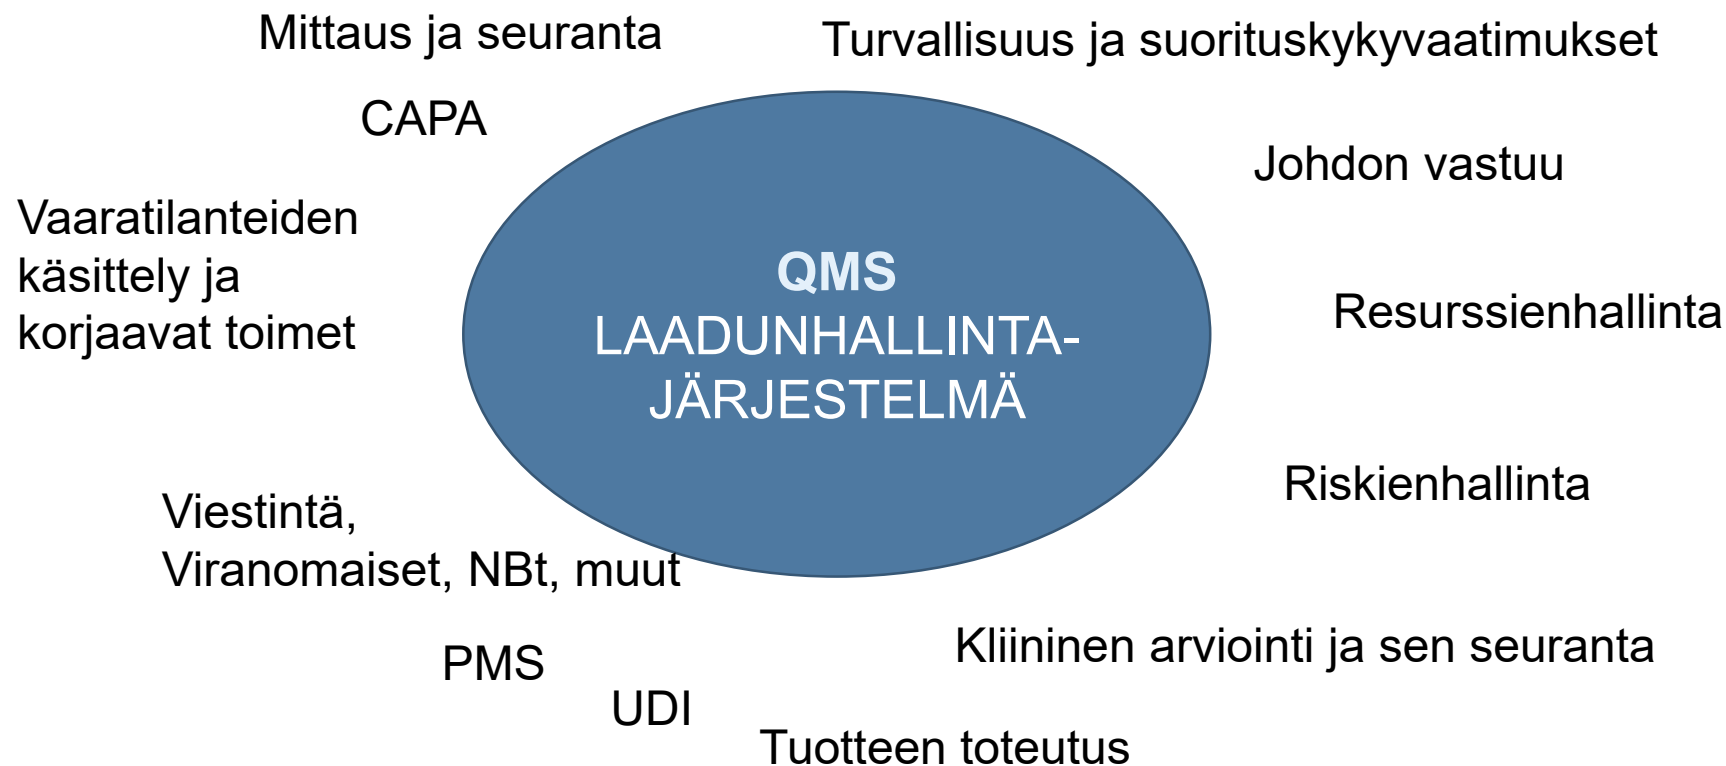 Mittaus ja seuranta
Turvallisuus ja suorituskykyvaatimukset
CAPA
Johdon vastuu
Vaaratilanteiden
käsittely ja
korjaavat toimet
QMS
LAADUNHALLINTA-
JÄRJESTELMÄ
Resurssienhallinta
Riskienhallinta
Viestintä,
Viranomaiset, NBt, muut
Kliininen arviointi ja sen seuranta
PMS
UDI
Tuotteen toteutus